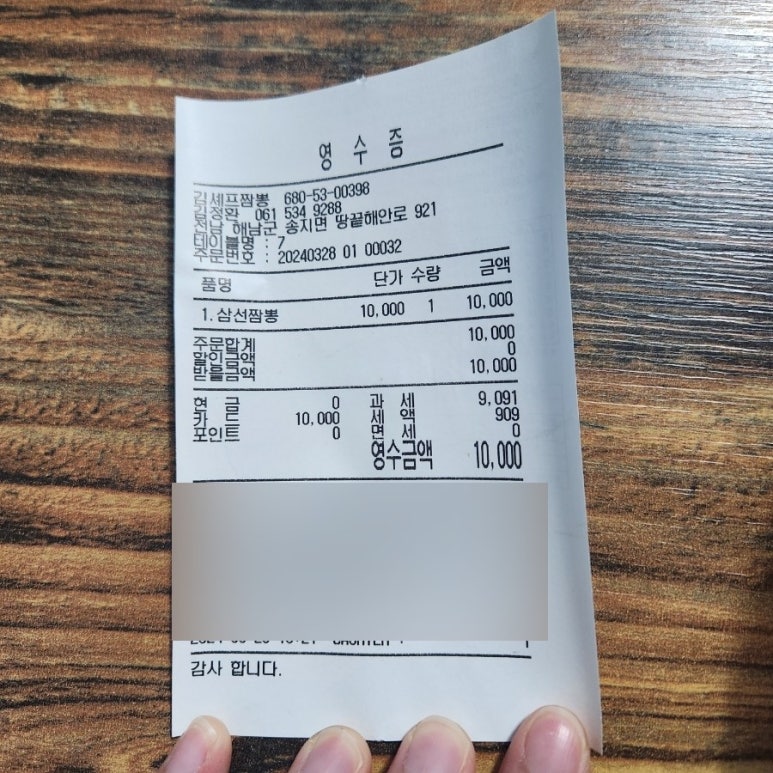 영 수 증
김셰프짬뽕 680-53-00398
김정환 061 534 9288
전남 해남군 송지면 땅끝해안로 921
테이블명 : 7
주문번호 : 20240328 01 00032
품명 단가 수량 금액
1.삼선짬뽕 10,000 1 10,000
주문합계 10,000
할인금액 0
받을금액 10,000
현 금 0 과 세 9,091
카 드 10,000 세 액 909
포인트 0 면 세 0
영수금액 10,000
감사 합니다.